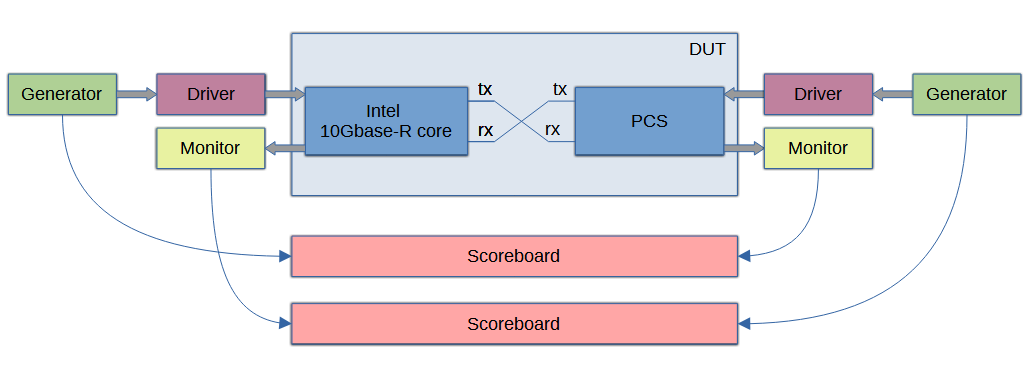 DUT
Generator
Driver
Intel
10Gbase-R core
tx
rx
tx
rx
PCS
Driver
Generator
Monitor
Monitor
Scoreboard
Scoreboard